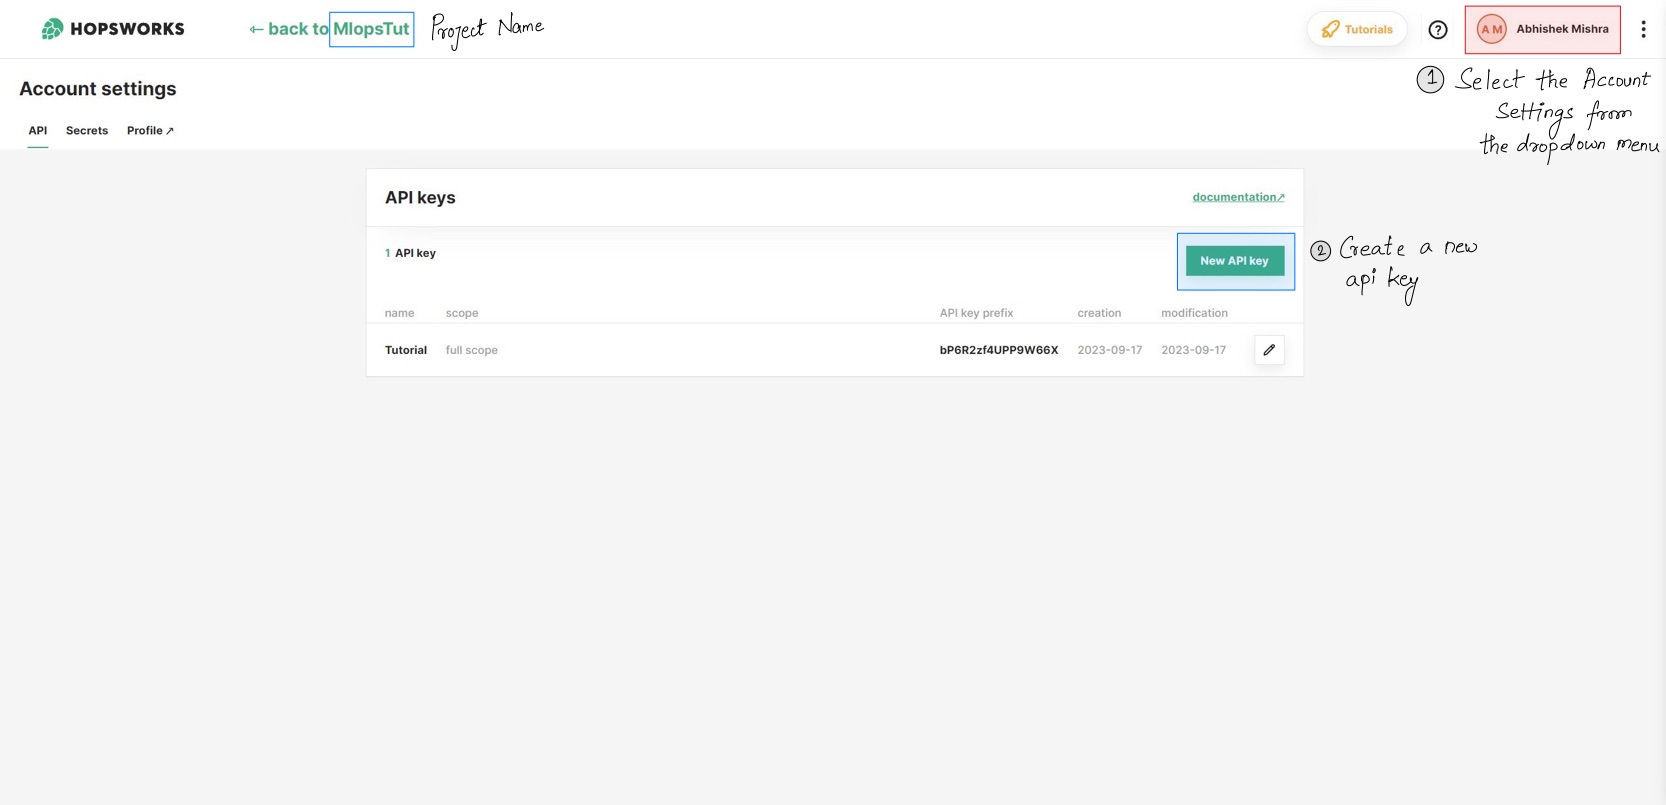 HOPSWORKS
← back to MlopsTut
Project Name
Tutorials
?
A M
Abhishek Mishra
Account settings
① Select the Account
Settings from
the dropdown menu
API Secrets Profile ↗
API keys
documentation↗
1 API key
New API key
② Create a new
api key
name scope API key prefix creation modification
Tutorial full scope bP6R2zf4UPP9W66X 2023-09-17 2023-09-17